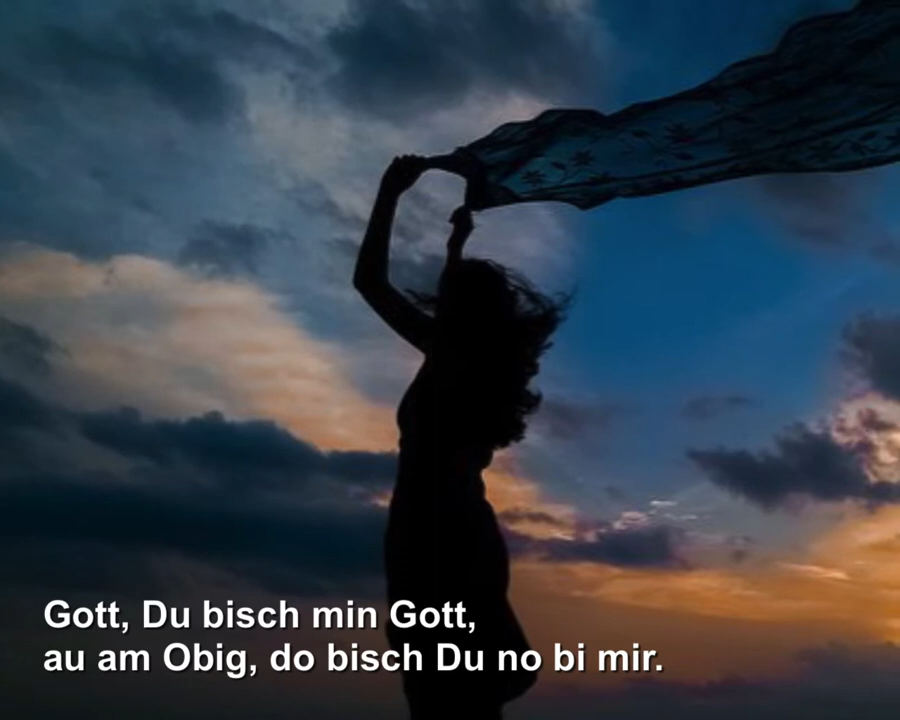 Gott, Du bisch min Gott,
au am Obig, do bisch Du no bi mir.